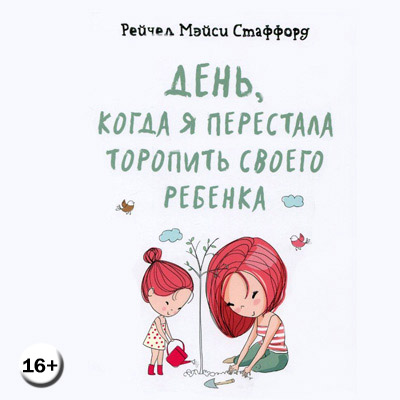 Рейчел Мэйси Стаффорд
ДЕНЬ,
КОГДА Я ПЕРЕСТАЛА
ТОРОПИТЬ СВОЕГО
РЕБЕНКА
16+